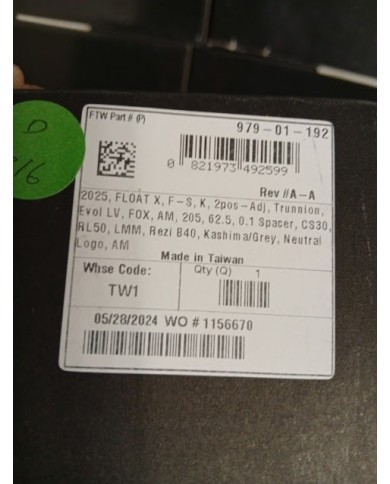 FTW Part # (P)
979-01-192
0 821973 492599
Rev #A-A
2025, FLOAT X, F-S, K, 2pos-Adj, Trunnion,
Evol LV, FOX, AM, 205, 62.5, 0.1 Spacer, CS30,
RL50, LMM, Rezi B40, Kashima/Grey, Neutral
Logo, AM
Made in Taiwan
Whse Code:
TW1
Qty (Q) 1
05/28/2024 WO # 1156670